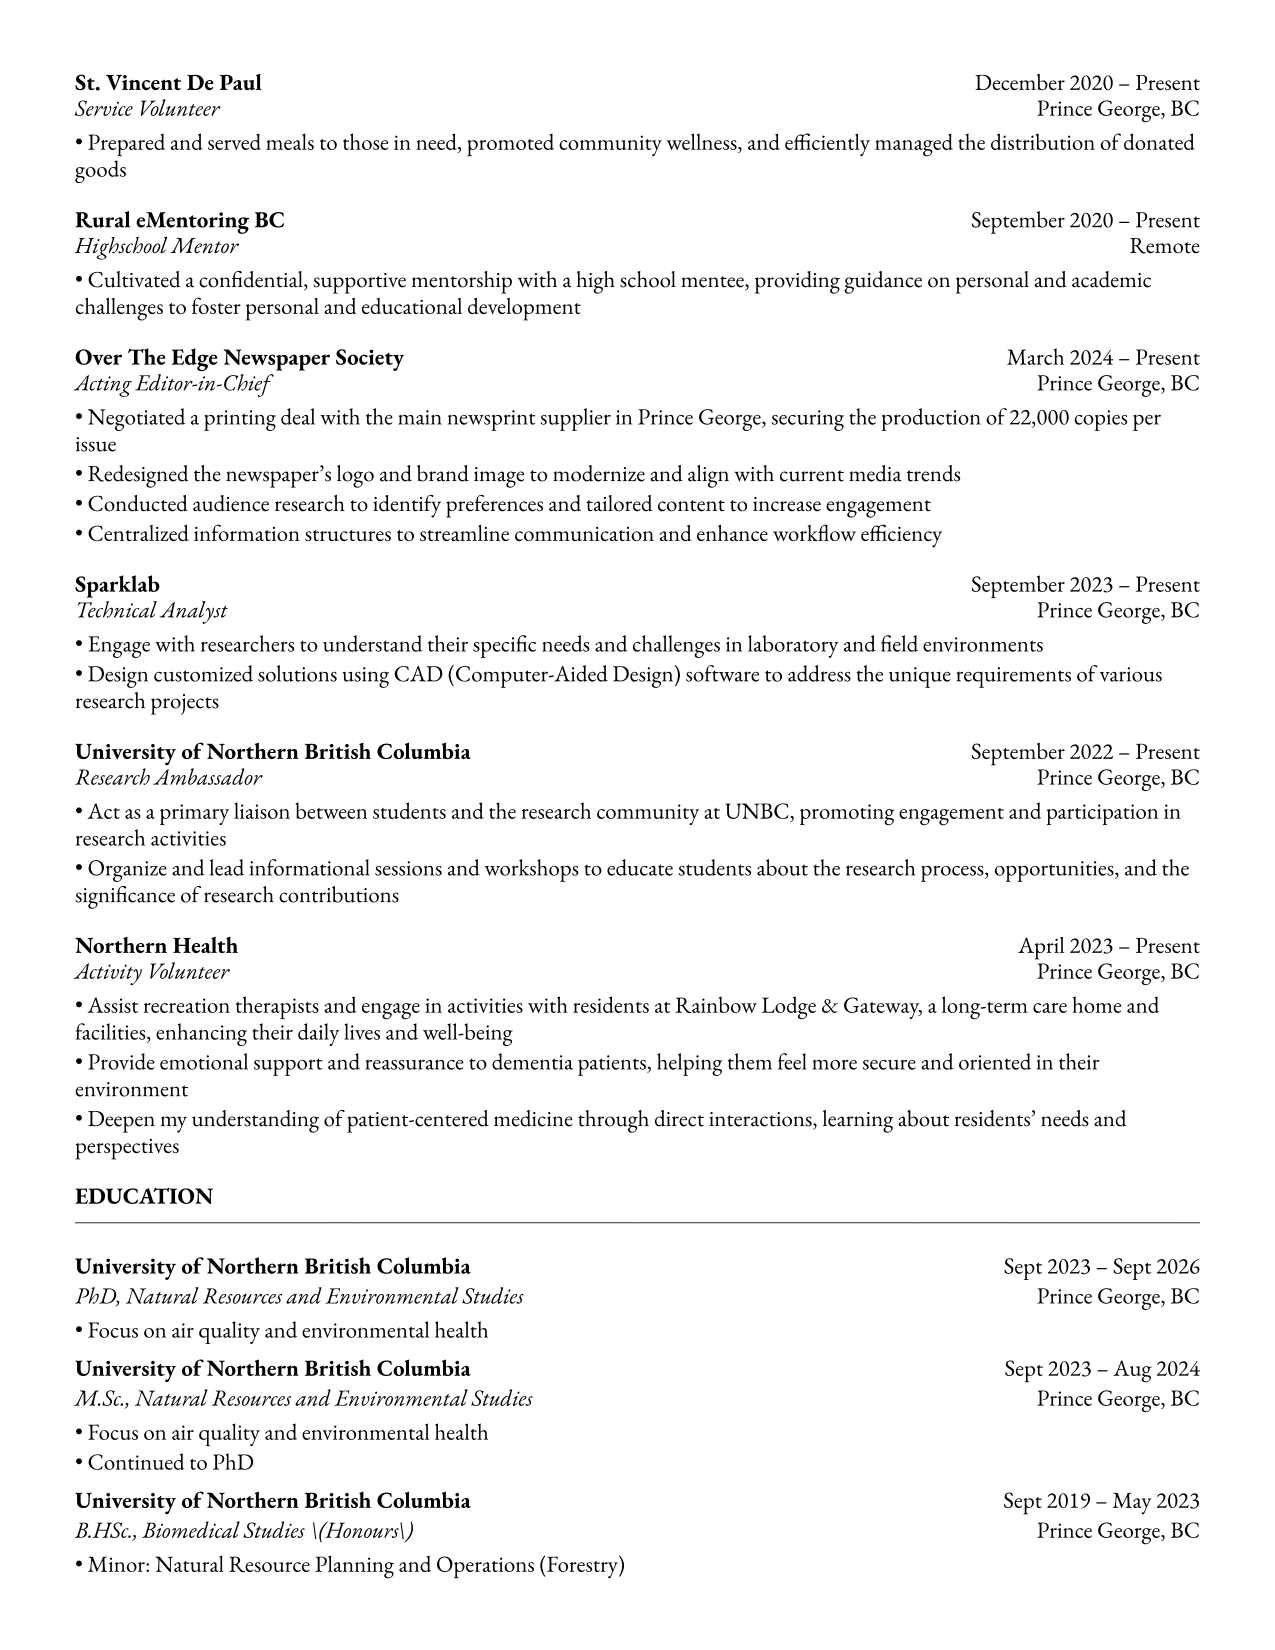 St. Vincent De Paul December 2020 – Present
Service Volunteer Prince George, BC
• Prepared and served meals to those in need, promoted community wellness, and efficiently managed the distribution of donated
goods
Rural eMentoring BC September 2020 – Present
Highschool Mentor Remote
• Cultivated a confidential, supportive mentorship with a high school mentee, providing guidance on personal and academic
challenges to foster personal and educational development
Over The Edge Newspaper Society March 2024 – Present
Acting Editor-in-Chief Prince George, BC
• Negotiated a printing deal with the main newsprint supplier in Prince George, securing the production of 22,000 copies per
issue
• Redesigned the newspaper’s logo and brand image to modernize and align with current media trends
• Conducted audience research to identify preferences and tailored content to increase engagement
• Centralized information structures to streamline communication and enhance workflow efficiency
Sparklab September 2023 – Present
Technical Analyst Prince George, BC
• Engage with researchers to understand their specific needs and challenges in laboratory and field environments
• Design customized solutions using CAD (Computer-Aided Design) software to address the unique requirements of various
research projects
University of Northern British Columbia September 2022 – Present
Research Ambassador Prince George, BC
• Act as a primary liaison between students and the research community at UNBC, promoting engagement and participation in
research activities
• Organize and lead informational sessions and workshops to educate students about the research process, opportunities, and the
significance of research contributions
Northern Health April 2023 – Present
Activity Volunteer Prince George, BC
• Assist recreation therapists and engage in activities with residents at Rainbow Lodge & Gateway, a long-term care home and
facilities, enhancing their daily lives and well-being
• Provide emotional support and reassurance to dementia patients, helping them feel more secure and oriented in their
environment
• Deepen my understanding of patient-centered medicine through direct interactions, learning about residents’ needs and
perspectives
EDUCATION
University of Northern British Columbia Sept 2023 – Sept 2026
PhD, Natural Resources and Environmental Studies Prince George, BC
• Focus on air quality and environmental health
University of Northern British Columbia Sept 2023 – Aug 2024
M.Sc., Natural Resources and Environmental Studies Prince George, BC
• Focus on air quality and environmental health
• Continued to PhD
University of Northern British Columbia Sept 2019 – May 2023
B.HSc., Biomedical Studies \(Honours\) Prince George, BC
• Minor: Natural Resource Planning and Operations (Forestry)